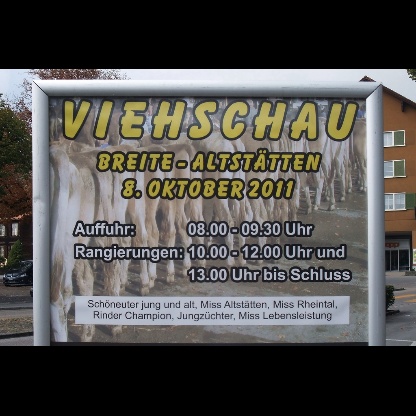 VIEHSCHAU
BREITE - ALTSTÄTTEN
8. OKTOBER 2011
Auffuhr: 08.00 - 09.30 Uhr
Rangierungen: 10.00 - 12.00 Uhr und
13.00 Uhr bis Schluss
Schöneuter jung und alt, Miss Altstätten, Miss Rheintal,
Rinder Champion, Jungzüchter, Miss Lebensleistung